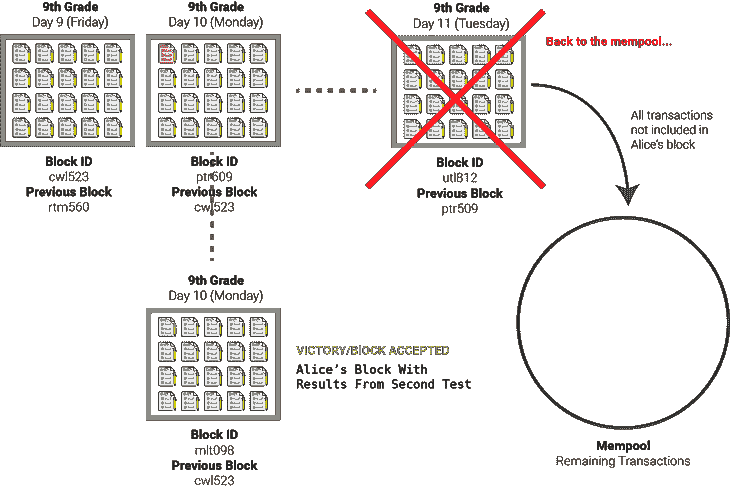 9th Grade
Day 9 (Friday)
Block ID
cwl523
Previous Block
rtm560
9th Grade
Day 10 (Monday)
Block ID
ptr609
Previous Block
cwl523
9th Grade
Day 11 (Tuesday)
Block ID
utl812
Previous Block
ptr509
Back to the mempool...
All transactions
not included in
Alice's block
9th Grade
Day 10 (Monday)
Block ID
mlt098
Previous Block
cwl523
VICTORY/BLOCK ACCEPTED
Alice's Block With
Results From Second Test
Mempool
Remaining Transactions